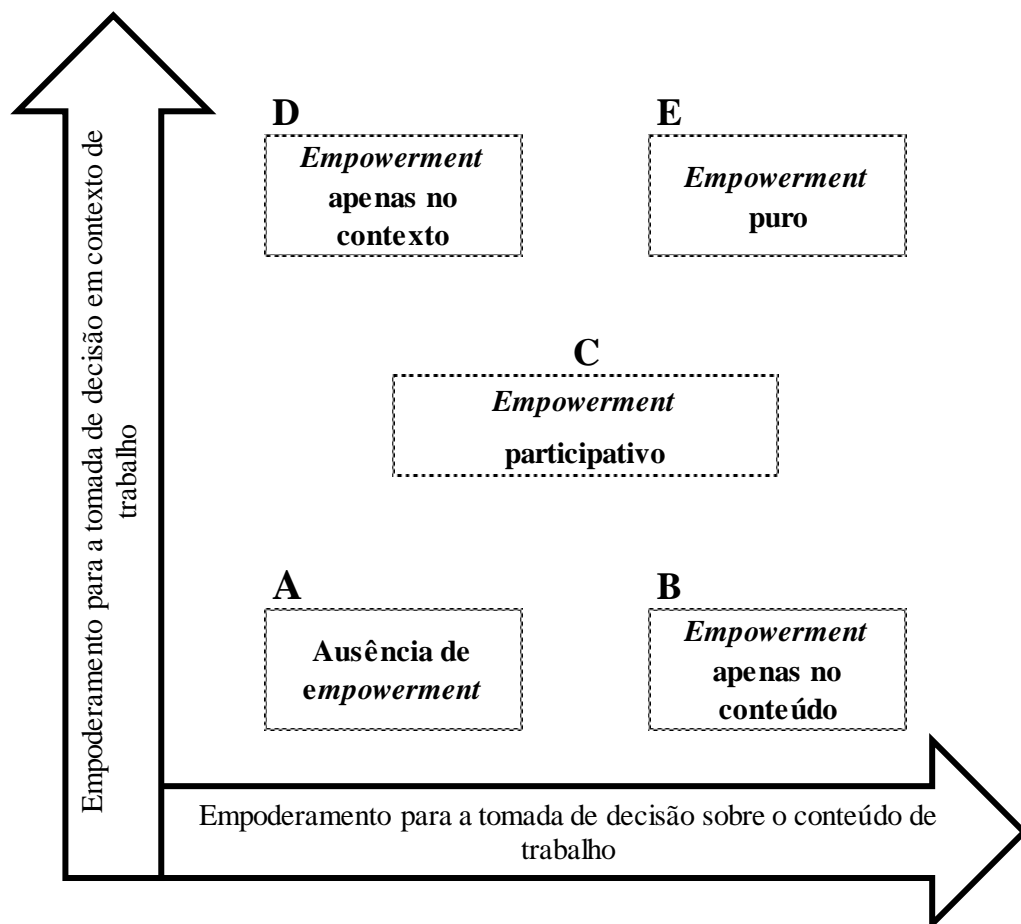 Empoderamento para a tomada de decisão em contexto de
trabalho
D
Empowerment
apenas no
contexto
E
Empowerment
puro
C
Empowerment
participativo
A
Ausência de
empowerment
B
Empowerment
apenas no
conteúdo
Empoderamento para a tomada de decisão sobre o conteúdo de
trabalho